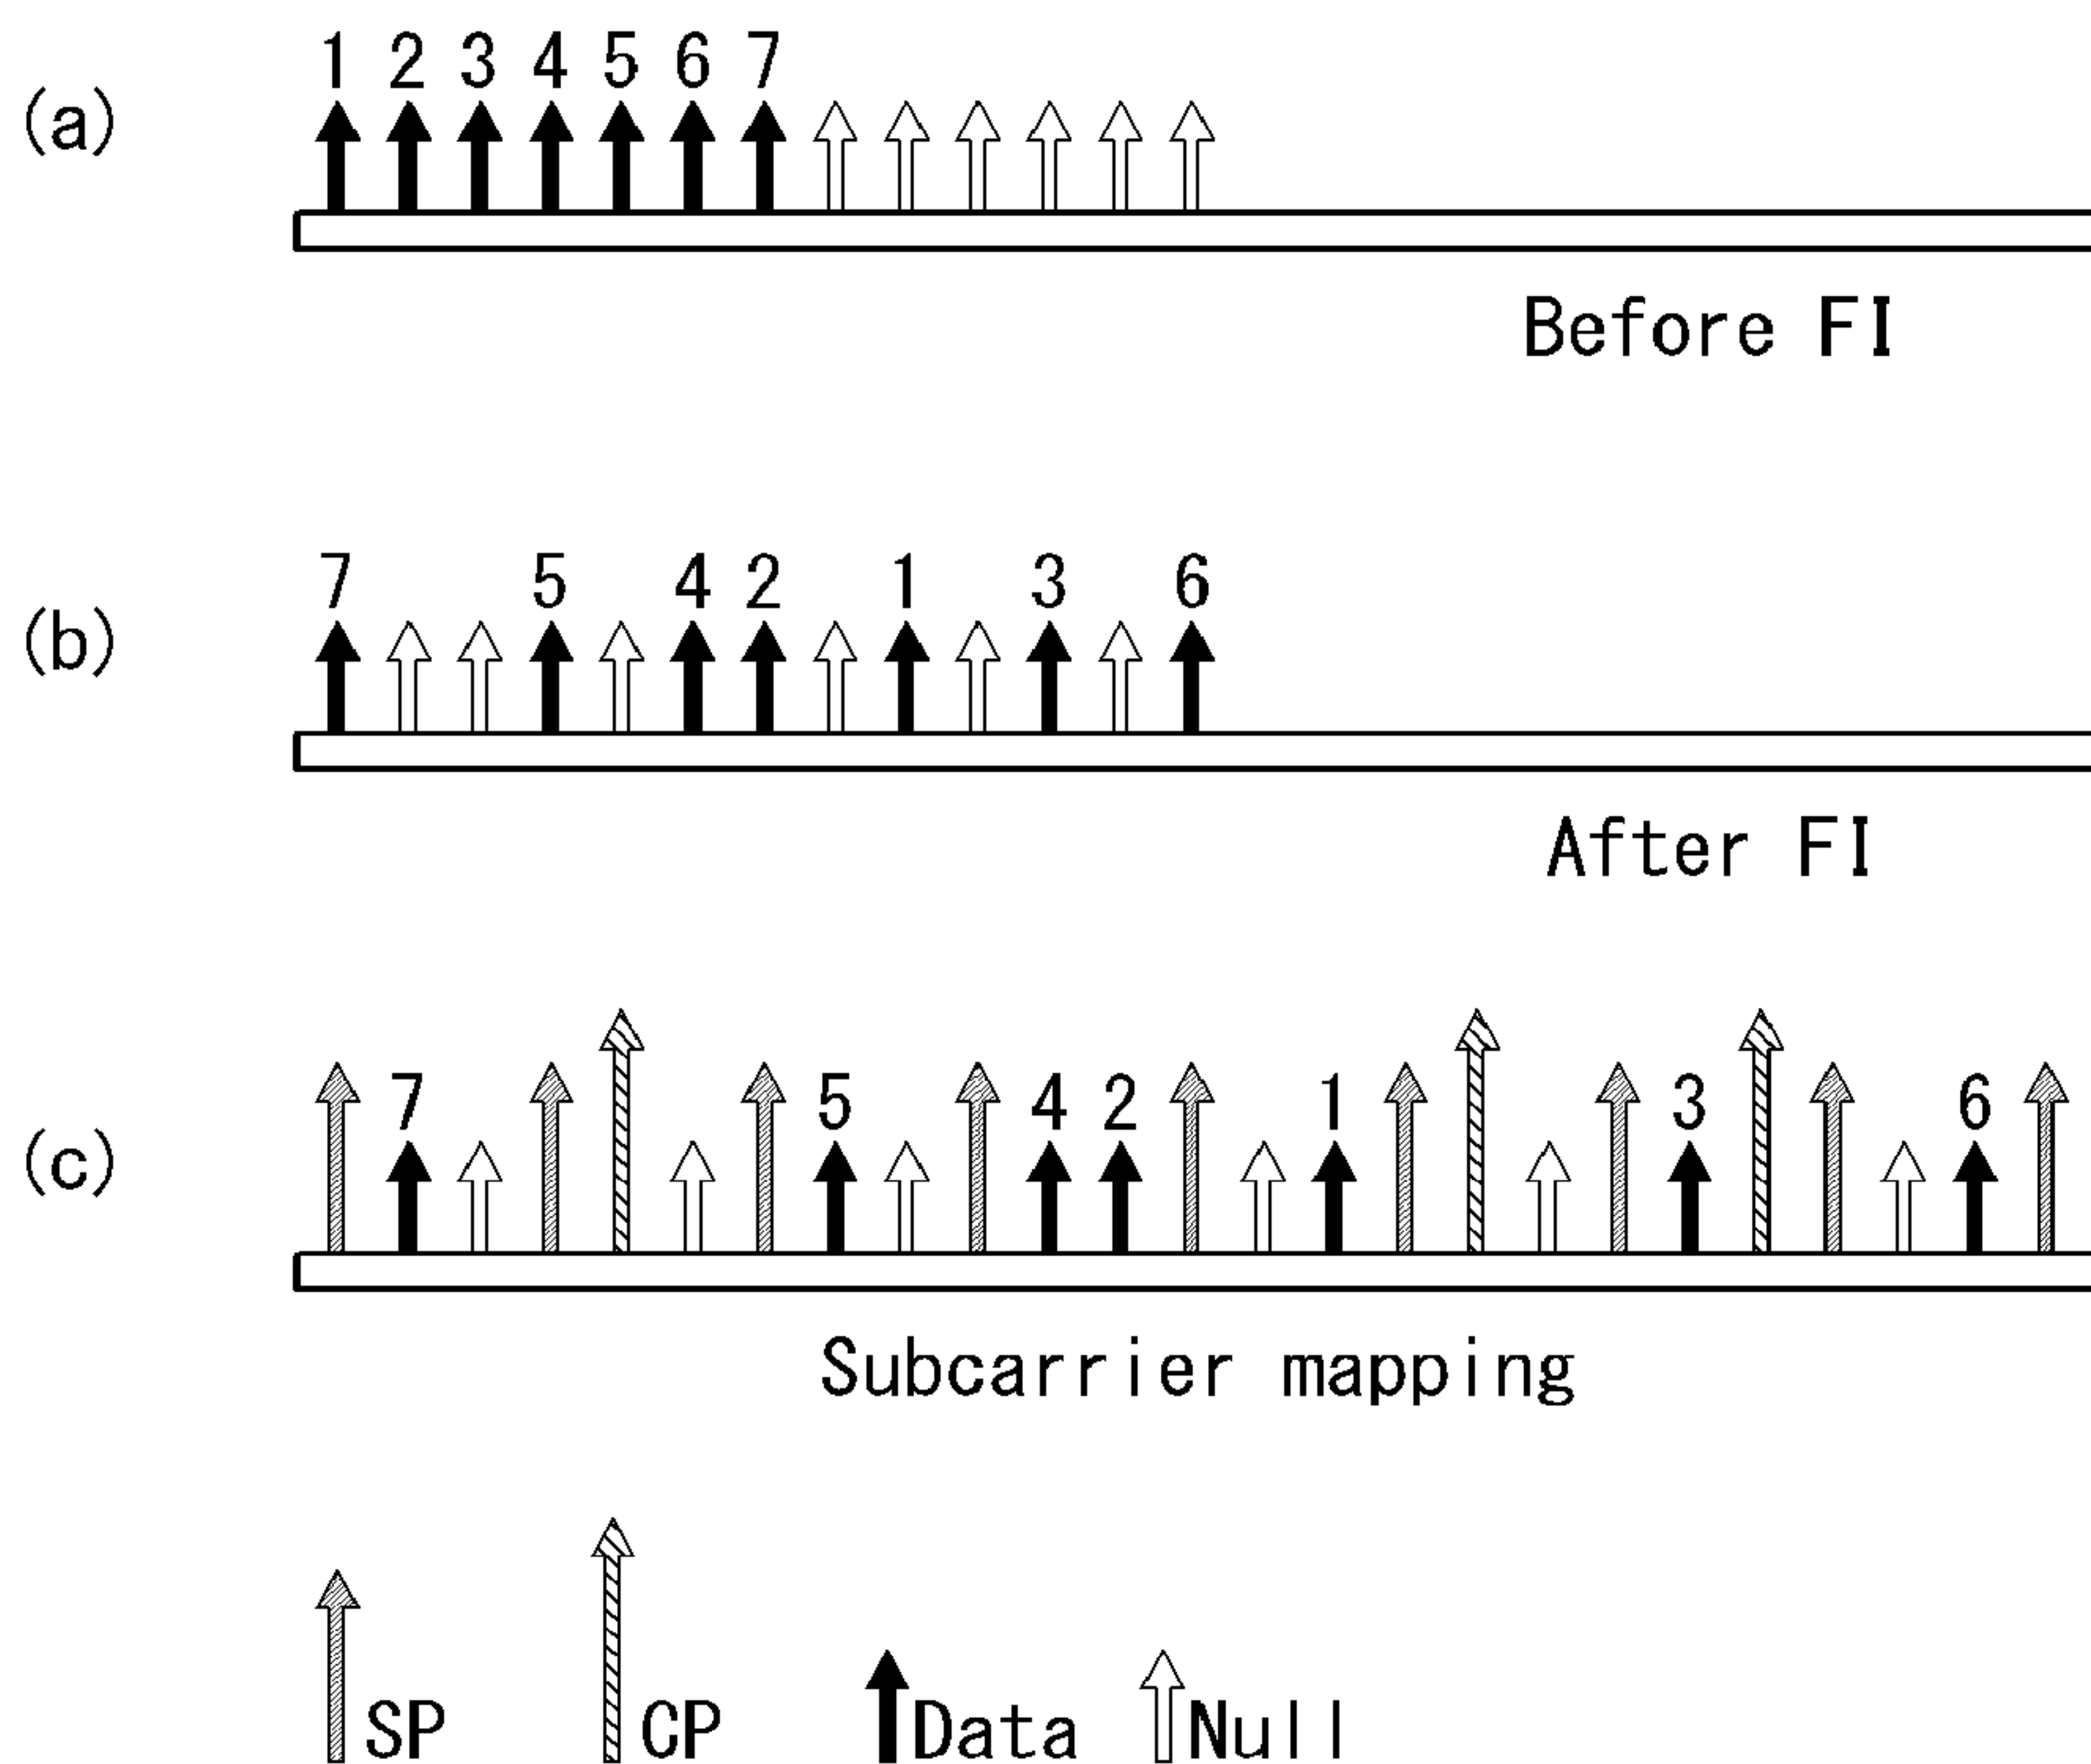 1 2 3 4 5 6 7
(a)
Before FI
7 5 4 2 1 3 6
(b)
After FI
7 5 4 2 1 3 6
(c)
Subcarrier mapping
SP CP Data Null